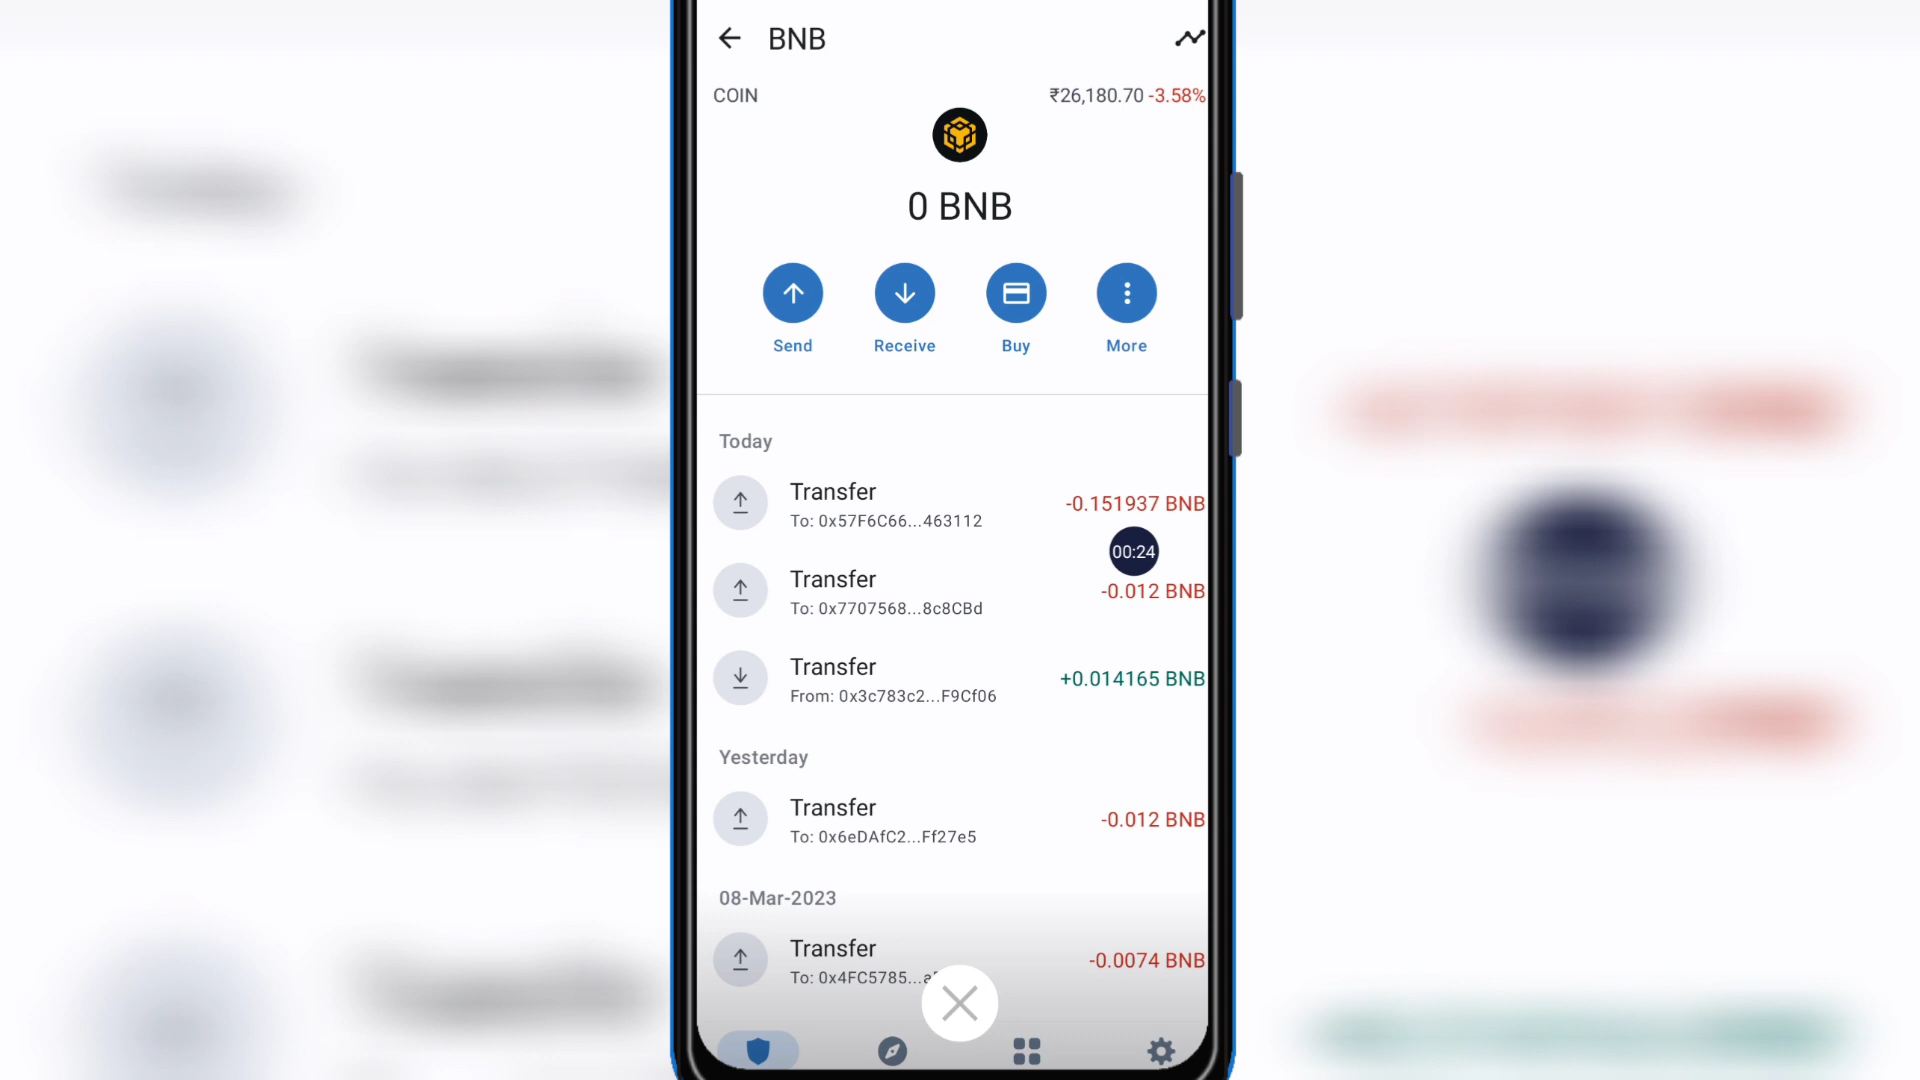 BNB
COIN
₹26,180.70 -3.58%
0 BNB
Send
Receive
Buy
More
Today
Transfer
-0.151937 BNB
To: 0x57F6C66...463112
00:24
Transfer
-0.012 BNB
To: 0x7707568...8c8CBd
Transfer
+0.014165 BNB
From: 0x3c783c2...F9Cf06
Yesterday
Transfer
-0.012 BNB
To: 0x6eDAfC2...Ff27e5
08-Mar-2023
Transfer
-0.0074 BNB
To: 0x4FC5785...a